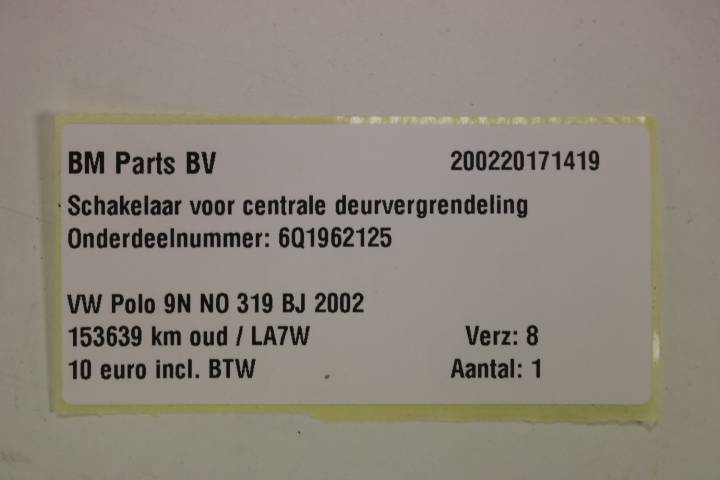 BM Parts BV 200220171419
Schakelaar voor centrale deurvergrendeling
Onderdeelnummer: 6Q1962125
VW Polo 9N NO 319 BJ 2002
153639 km oud / LA7W Verz: 8
10 euro incl. BTW Aantal: 1